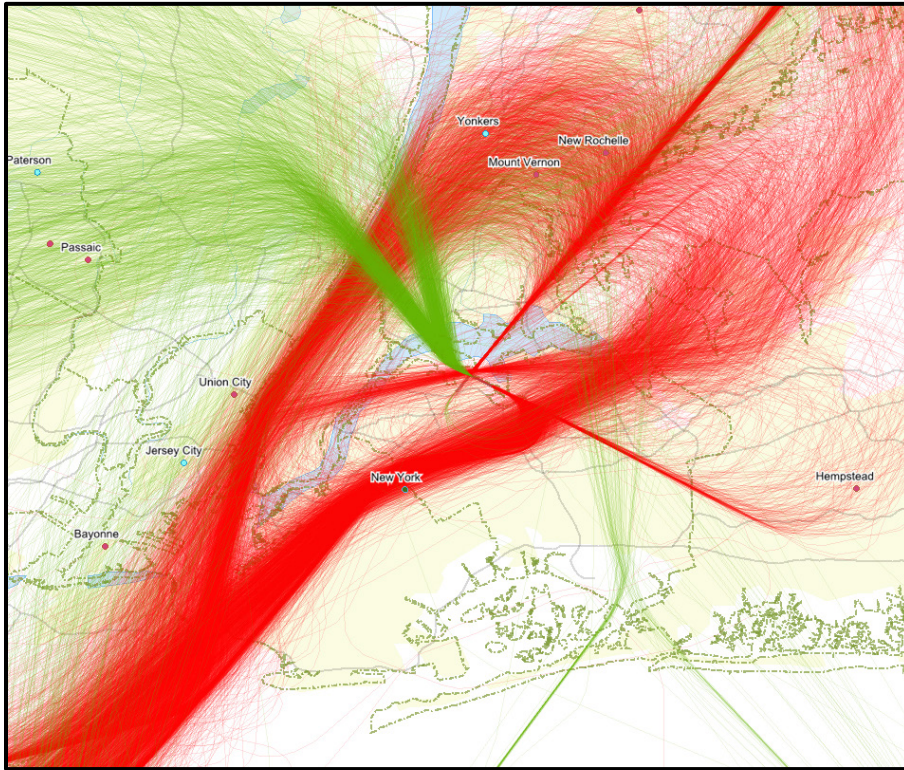 Yonkers
New Rochelle
Paterson
Mount Vernon
Passaic
Union City
Jersey City
New York
Hempstead
Bayonne